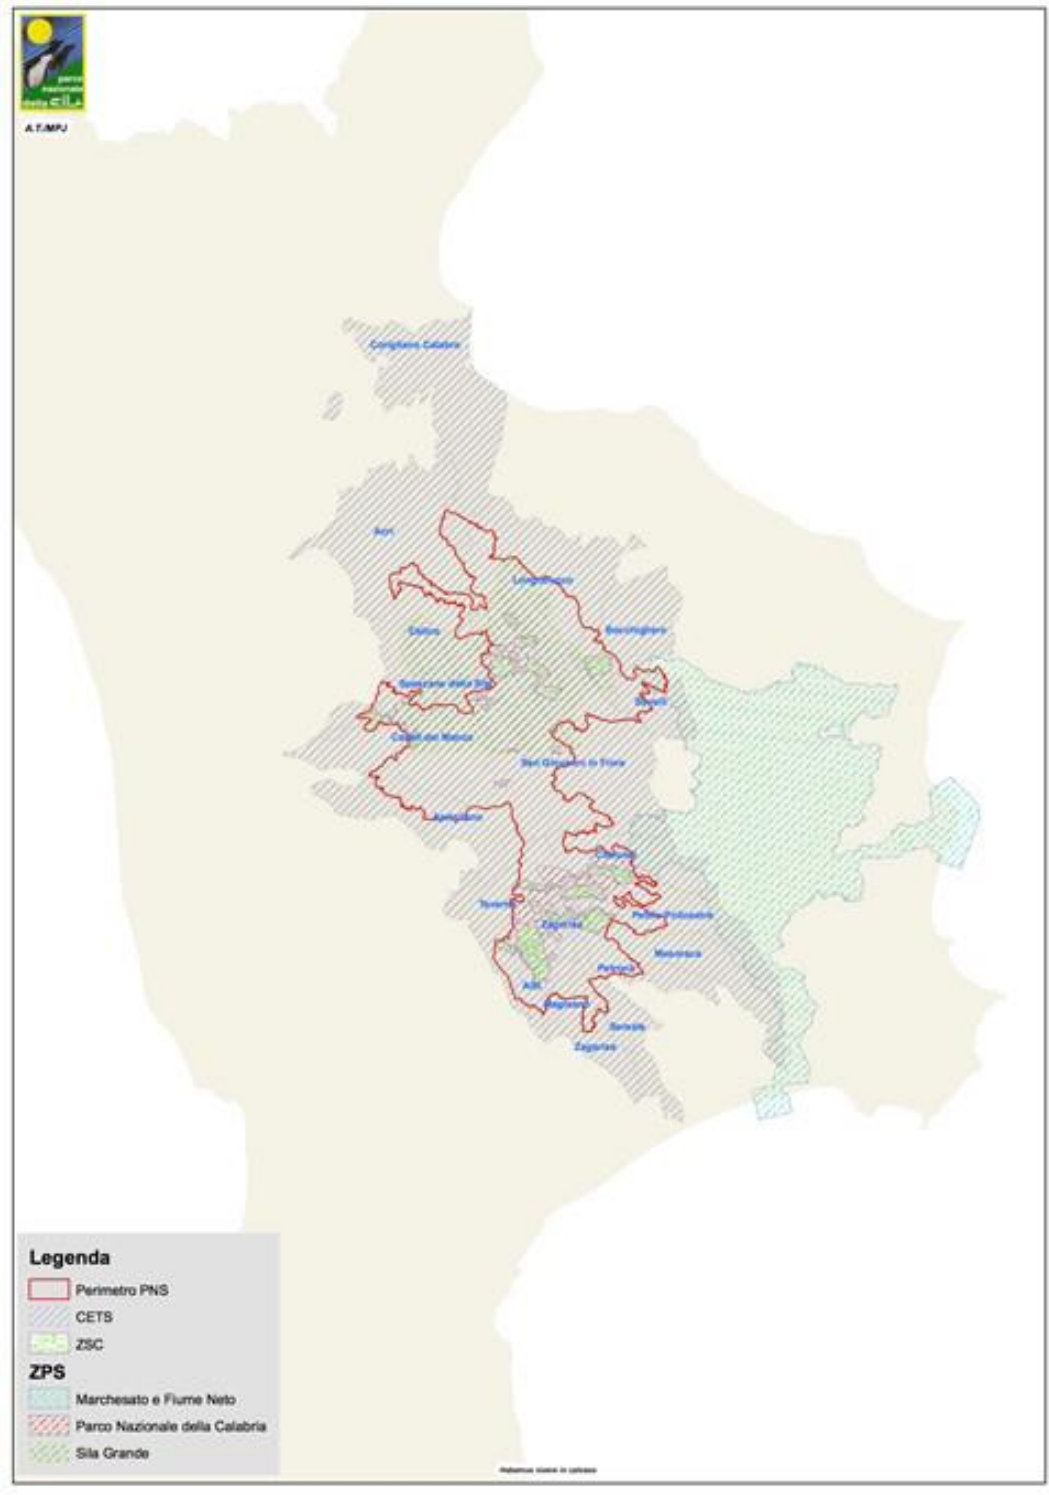 parco
nazionale
della SILA
A.T./MPJ
Corigliano Calabro
Acri
Longobucco
Bocchigliero
Celico
Spezzano della Sila
Savelli
Casali del Manco
San Giovanni in Fiore
Aprigliano
Cotronei
Taverna
Petilia Policastro
Zagarise
Mesoraca
Petronà
Albi
Magisano
Sersale
Zagarise
Legenda
Perimetro PNS
CETS
ZSC
ZPS
Marchesato e Fiume Neto
Parco Nazionale della Calabria
Sila Grande